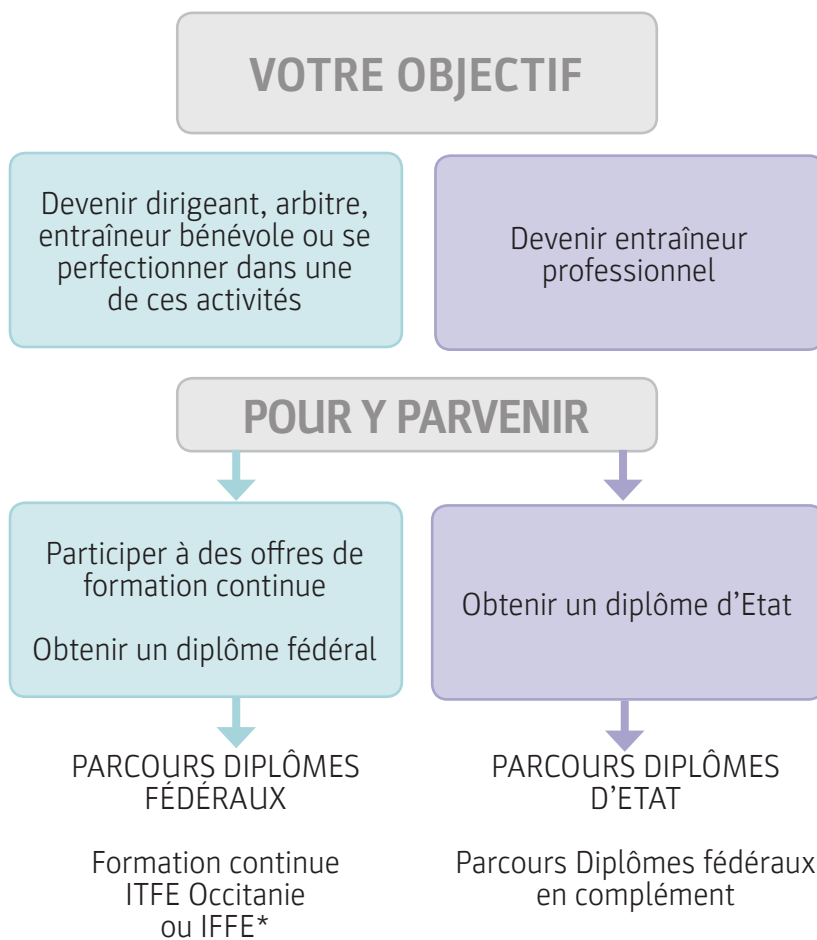 VOTRE OBJECTIF
Devenir dirigeant, arbitre,
entraîneur bénévole ou se
perfectionner dans une
de ces activités
Devenir entraîneur
professionnel
POUR Y PARVENIR
Participer à des offres de
formation continue
Obtenir un diplôme fédéral
Obtenir un diplôme d’Etat
PARCOURS DIPLÔMES
FÉDÉRAUX
Formation continue
ITFE Occitanie
ou IFFE*
PARCOURS DIPLÔMES
D’ETAT
Parcours Diplômes fédéraux
en complément